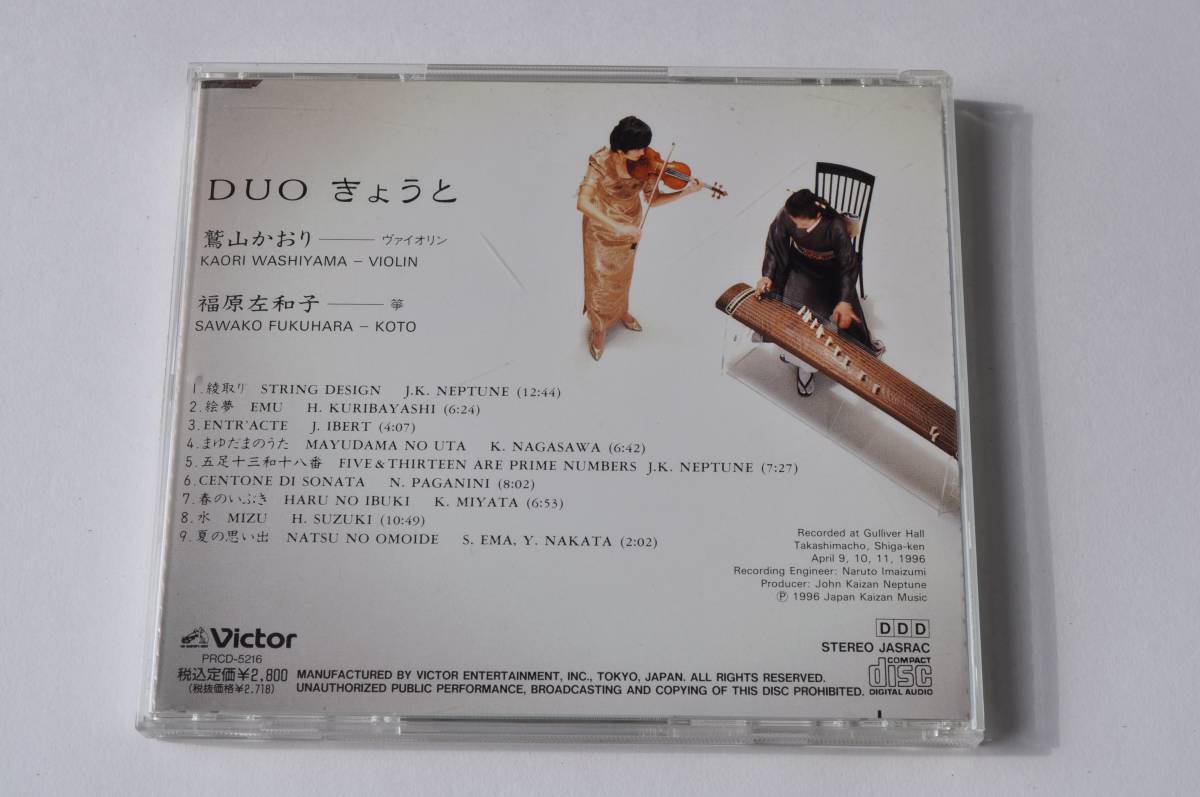 DUO きょうと
鷲山かおり――― ヴァイオリン
KAORI WASHIYAMA – VIOLIN
福原左和子――― 箏
SAWAKO FUKUHARA – KOTO
1.綾取り STRING DESIGN J.K. NEPTUNE (12:44)
2.絵夢 EMU H. KURIBAYASHI (6:24)
3.ENTR'ACTE J. IBERT (4:07)
4.まゆだまのうた MAYUDAMA NO UTA K. NAGASAWA (6:42)
5.五足十三和十八番 FIVE & THIRTEEN ARE PRIME NUMBERS J.K. NEPTUNE (7:27)
6.CENTONE DI SONATA N. PAGANINI (8:02)
7.春のいぶき HARU NO IBUKI K. MIYATA (6:53)
8.水 MIZU H. SUZUKI (10:49)
9.夏の思い出 NATSU NO OMOIDE S. EMA, Y. NAKATA (2:02)
Recorded at Gulliver Hall
Takashimacho, Shiga-ken
April 9, 10, 11, 1996
Recording Engineer: Naruto Imaizumi
Producer: John Kaizan Neptune
Ⓟ 1996 Japan Kaizan Music
Victor
PRCD-5216
税込定価¥2,800
(税抜価格¥2,718)
MANUFACTURED BY VICTOR ENTERTAINMENT, INC., TOKYO, JAPAN. ALL RIGHTS RESERVED.
UNAUTHORIZED PUBLIC PERFORMANCE, BROADCASTING AND COPYING OF THIS DISC PROHIBITED.
DDD
STEREO JASRAC
COMPACT
disc
DIGITAL AUDIO